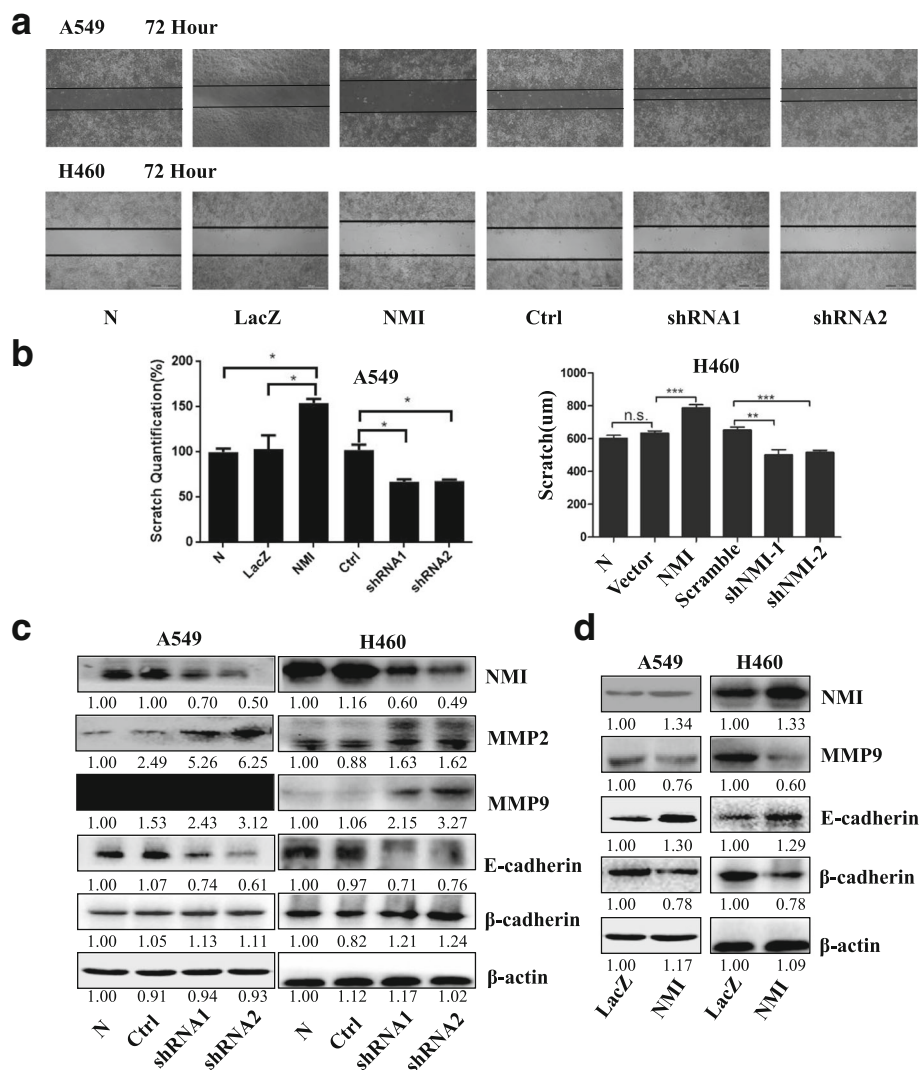 a
A549 72 Hour
H460 72 Hour
N LacZ NMI Ctrl shRNA1 shRNA2
b
Scratch Quantification(%)
200
150
100
50
0
A549
* * * *
N LacZ NMI Ctrl shRNA1 shRNA2
H460
Scratch(um)
1000
800
600
400
200
0
n.s. *** ** ***
N Vector NMI Scramble shNMI-1 shNMI-2
c
A549 H460
NMI
1.00 1.00 0.70 0.50 1.00 1.16 0.60 0.49
MMP2
1.00 2.49 5.26 6.25 1.00 0.88 1.63 1.62
MMP9
1.00 1.53 2.43 3.12 1.00 1.06 2.15 3.27
E-cadherin
1.00 1.07 0.74 0.61 1.00 0.97 0.71 0.76
β-cadherin
1.00 1.05 1.13 1.11 1.00 0.82 1.21 1.24
β-actin
1.00 0.91 0.94 0.93 1.00 1.12 1.17 1.02
N Ctrl shRNA1 shRNA2 N Ctrl shRNA1 shRNA2
d
A549 H460
NMI
1.00 1.34 1.00 1.33
MMP9
1.00 0.76 1.00 0.60
E-cadherin
1.00 1.30 1.00 1.29
β-cadherin
1.00 0.78 1.00 0.78
β-actin
1.00 1.17 1.00 1.09
LacZ NMI LacZ NMI